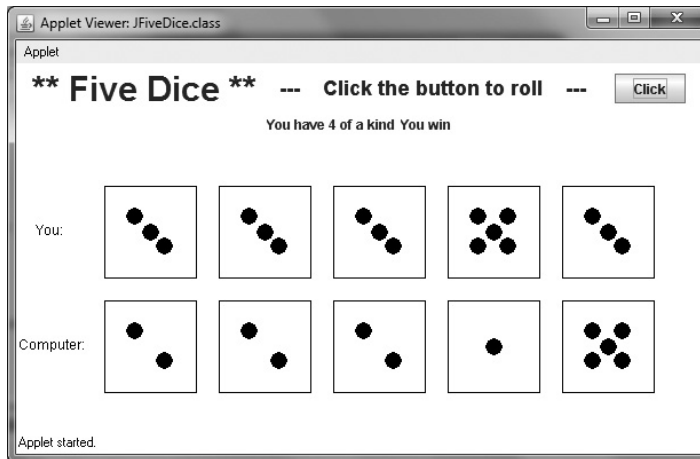 Applet Viewer: JFiveDice.class
Applet
** Five Dice ** --- Click the button to roll --- Click
You have 4 of a kind You win
You:
Computer:
Applet started.